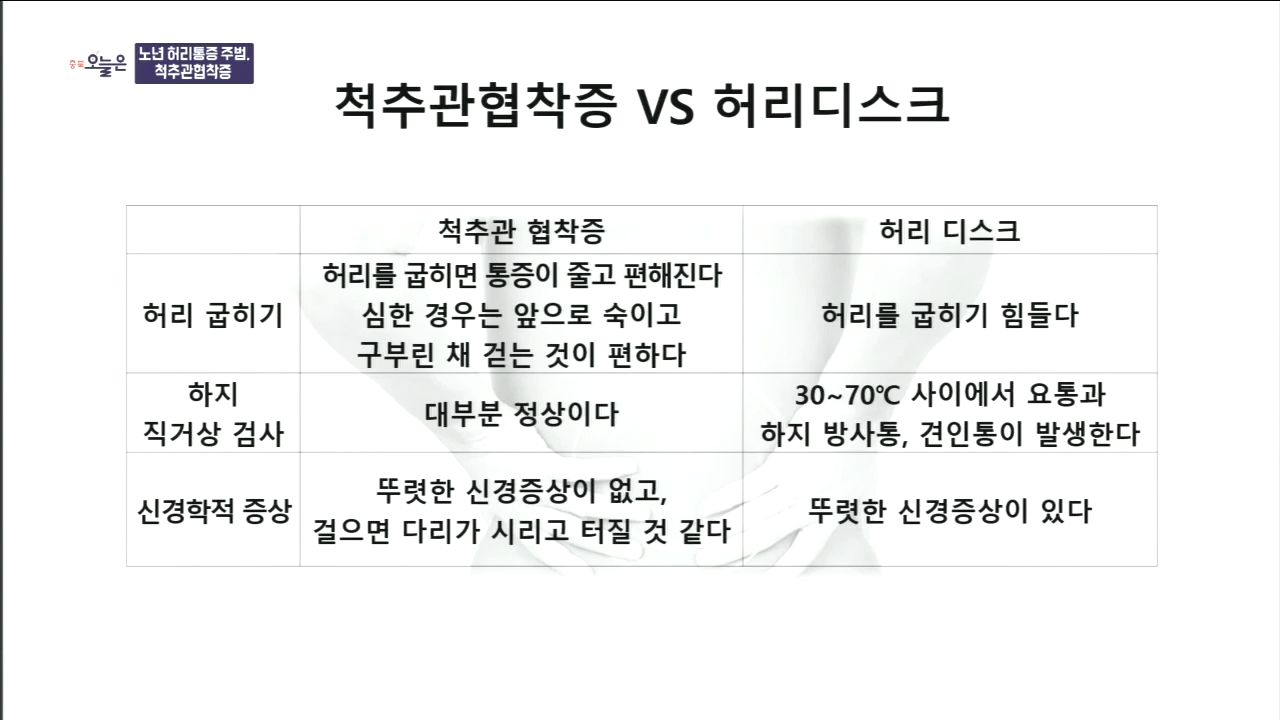 충북 오늘은
노년 허리통증 주범,
척추관협착증
척추관협착증 VS 허리디스크
척추관 협착증 허리 디스크
허리 굽히기
허리를 굽히면 통증이 줄고 편해진다
심한 경우는 앞으로 숙이고
구부린 채 걷는 것이 편하다
허리를 굽히기 힘들다
하지
직거상 검사
대부분 정상이다
30~70℃ 사이에서 요통과
하지 방사통, 견인통이 발생한다
신경학적 증상
뚜렷한 신경증상이 없고,
걸으면 다리가 시리고 터질 것 같다
뚜렷한 신경증상이 있다